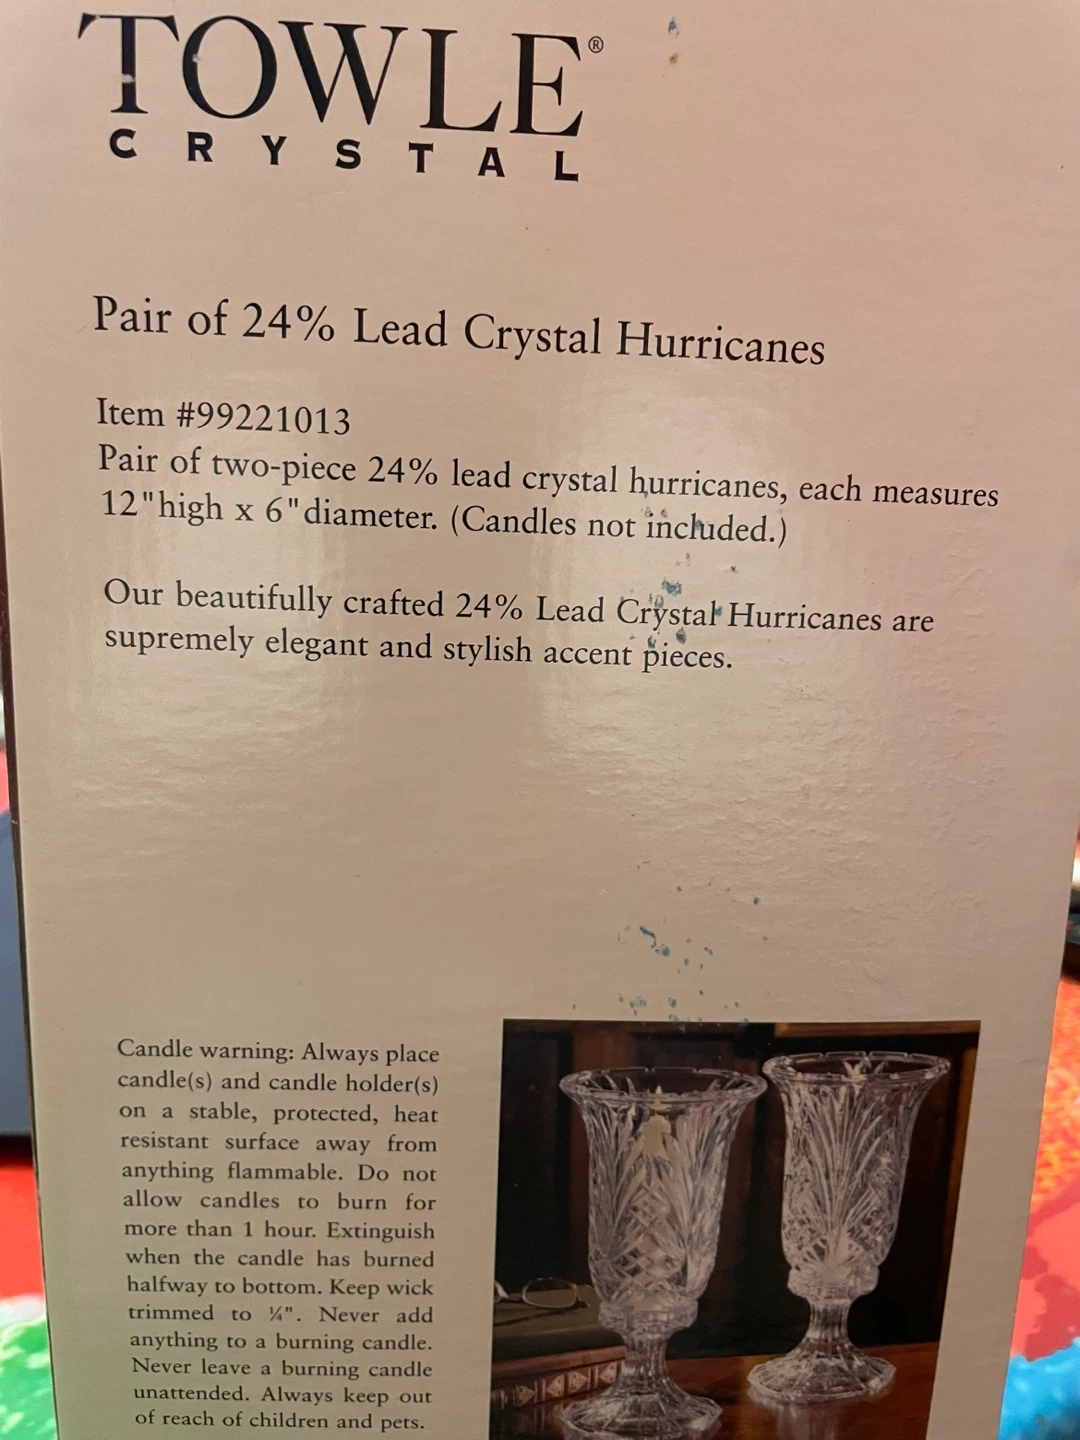 TOWLE®
CRYSTAL
Pair of 24% Lead Crystal Hurricanes
Item #99221013
Pair of two-piece 24% lead crystal hurricanes, each measures
12"high x 6"diameter. (Candles not included.)
Our beautifully crafted 24% Lead Crystal Hurricanes are
supremely elegant and stylish accent pieces.
Candle warning: Always place
candle(s) and candle holder(s)
on a stable, protected, heat
resistant surface away from
anything flammable. Do not
allow candles to burn for
more than 1 hour. Extinguish
when the candle has burned
halfway to bottom. Keep wick
trimmed to ¼". Never add
anything to a burning candle.
Never leave a burning candle
unattended. Always keep out
of reach of children and pets.